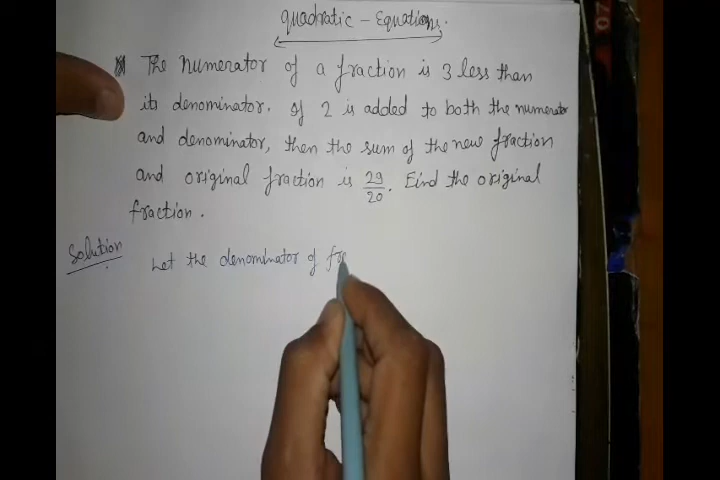 Quadratic - Equations.
The numerator of a fraction is 3 less than
its denominator. If 2 is added to both the numerator
and denominator, then the sum of the new fraction
and original fraction is 29/20. Find the original
fraction.
Solution
Let the denominator of fra
07